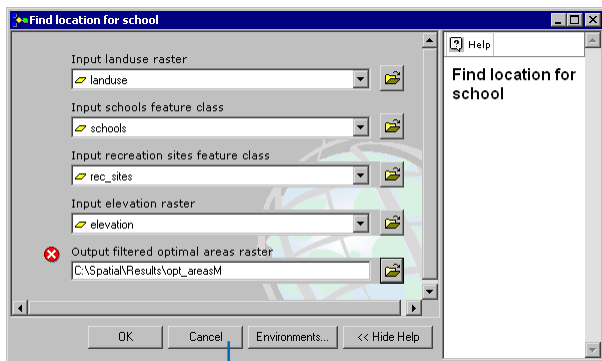 Find location for school
Input landuse raster
landuse
Input schools feature class
schools
Input recreation sites feature class
rec_sites
Input elevation raster
elevation
Output filtered optimal areas raster
C:\Spatial\Results\opt_areasM
OK
Cancel
Environments...
<< Hide Help
Help
Find location for
school